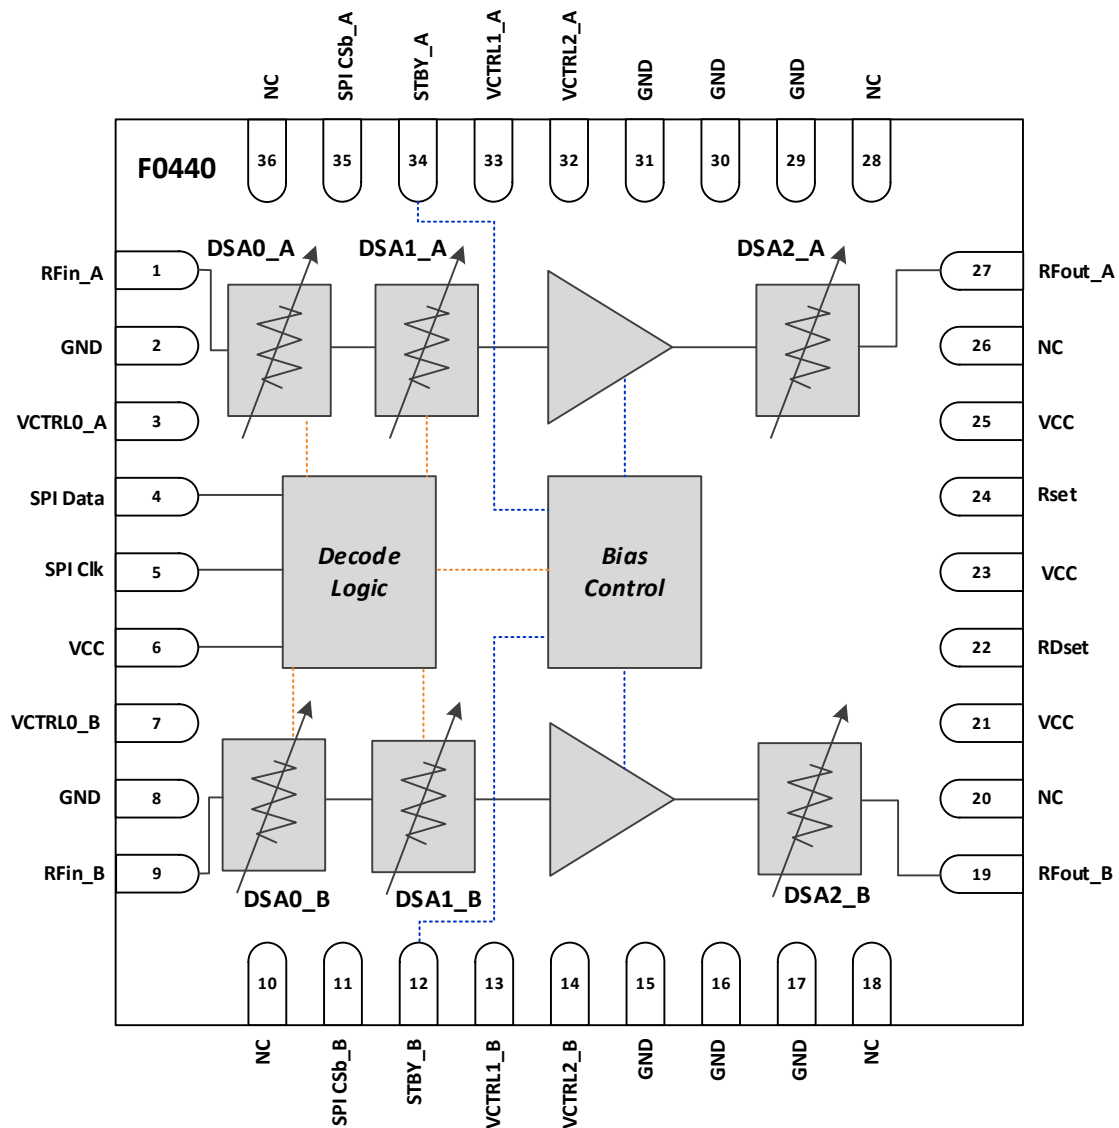 NC
SPI CSb_A
STBY_A
VCTRL1_A
VCTRL2_A
GND
GND
GND
NC
F0440
36
35
34
33
32
31
30
29
28
DSA0_A
DSA1_A
DSA2_A
RFin_A
1
27
RFout_A
GND
2
26
NC
VCTRL0_A
3
25
VCC
SPI Data
4
24
Rset
Decode
Logic
Bias
Control
SPI Clk
5
23
VCC
VCC
6
22
RDset
VCTRL0_B
7
21
VCC
GND
8
20
NC
RFin_B
9
19
RFout_B
DSA0_B
DSA1_B
DSA2_B
10
11
12
13
14
15
16
17
18
NC
SPI CSb_B
STBY_B
VCTRL1_B
VCTRL2_B
GND
GND
GND
NC